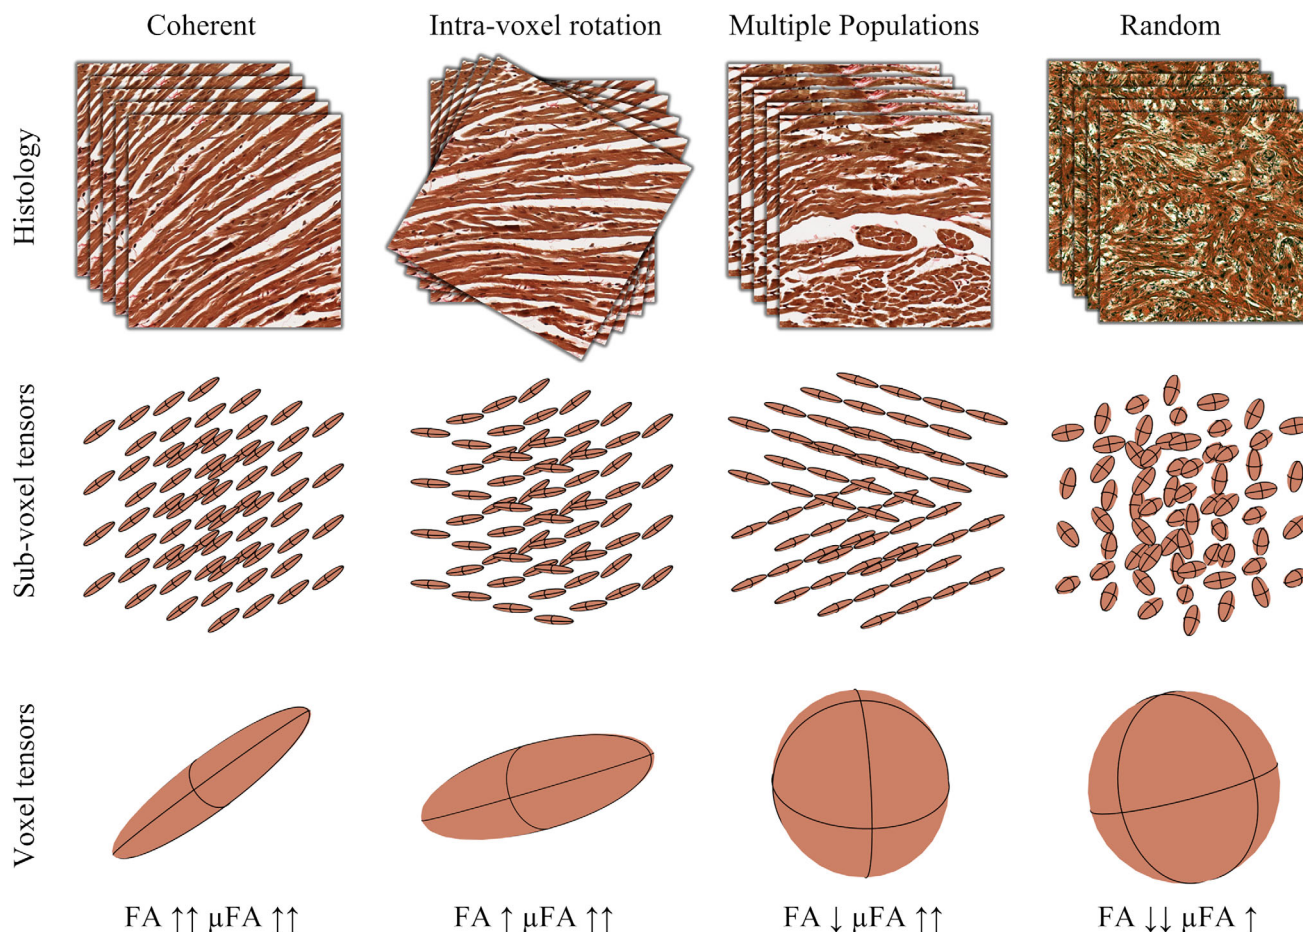 Coherent
Intra-voxel rotation
Multiple Populations
Random
Histology
Sub-voxel tensors
Voxel tensors
FA ↑↑ μFA ↑↑
FA ↑ μFA ↑↑
FA ↓ μFA ↑↑
FA ↓↓ μFA ↑